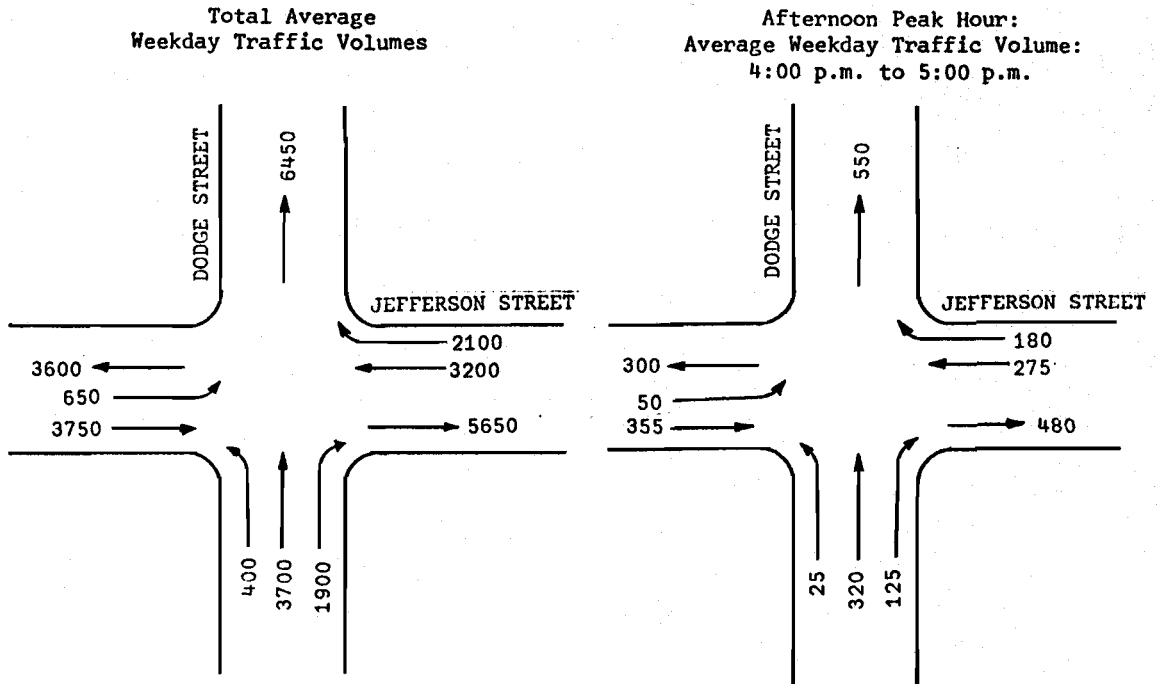 Total Average
Weekday Traffic Volumes
DODGE STREET
6450
JEFFERSON STREET
2100
3600
3200
650
3750
5650
400
3700
1900
Afternoon Peak Hour:
Average Weekday Traffic Volume:
4:00 p.m. to 5:00 p.m.
DODGE STREET
550
JEFFERSON STREET
180
300
275
50
355
480
25
320
125